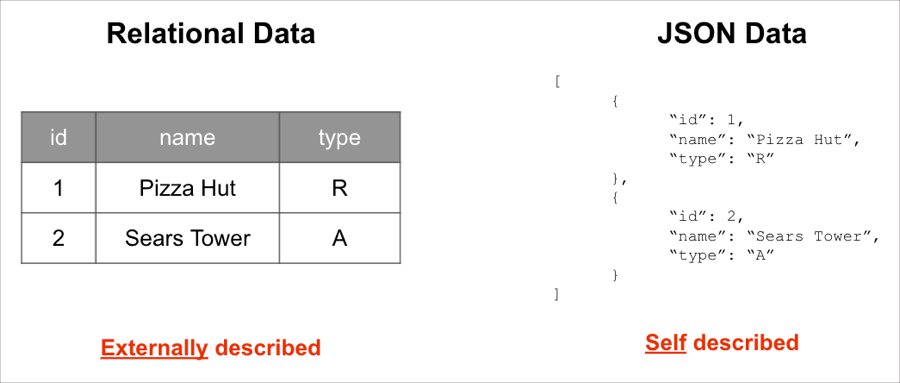 Relational Data
id name type
1 Pizza Hut R
2 Sears Tower A
Externally described
JSON Data
[
{
“id”: 1,
“name”: “Pizza Hut”,
“type”: “R”
},
{
“id”: 2,
“name”: “Sears Tower”,
“type”: “A”
}
]
Self described